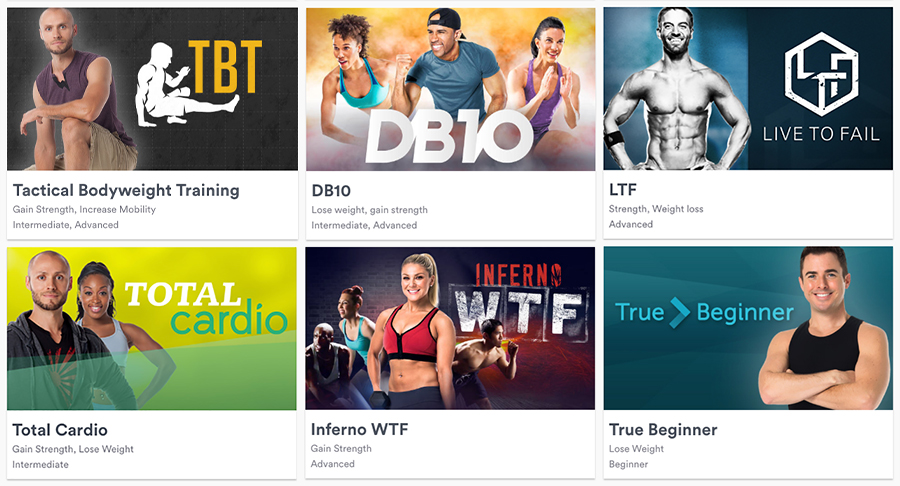 TBT
Tactical Bodyweight Training
Gain Strength, Increase Mobility
Intermediate, Advanced
DB10
DB10
Lose weight, gain strength
Intermediate, Advanced
LTF
LIVE TO FAIL
LTF
Strength, Weight loss
Advanced
TOTAL
cardio
Total Cardio
Gain Strength, Lose Weight
Intermediate
INFERNO
WTF
Inferno WTF
Gain Strength
Advanced
True Beginner
True Beginner
Lose Weight
Beginner